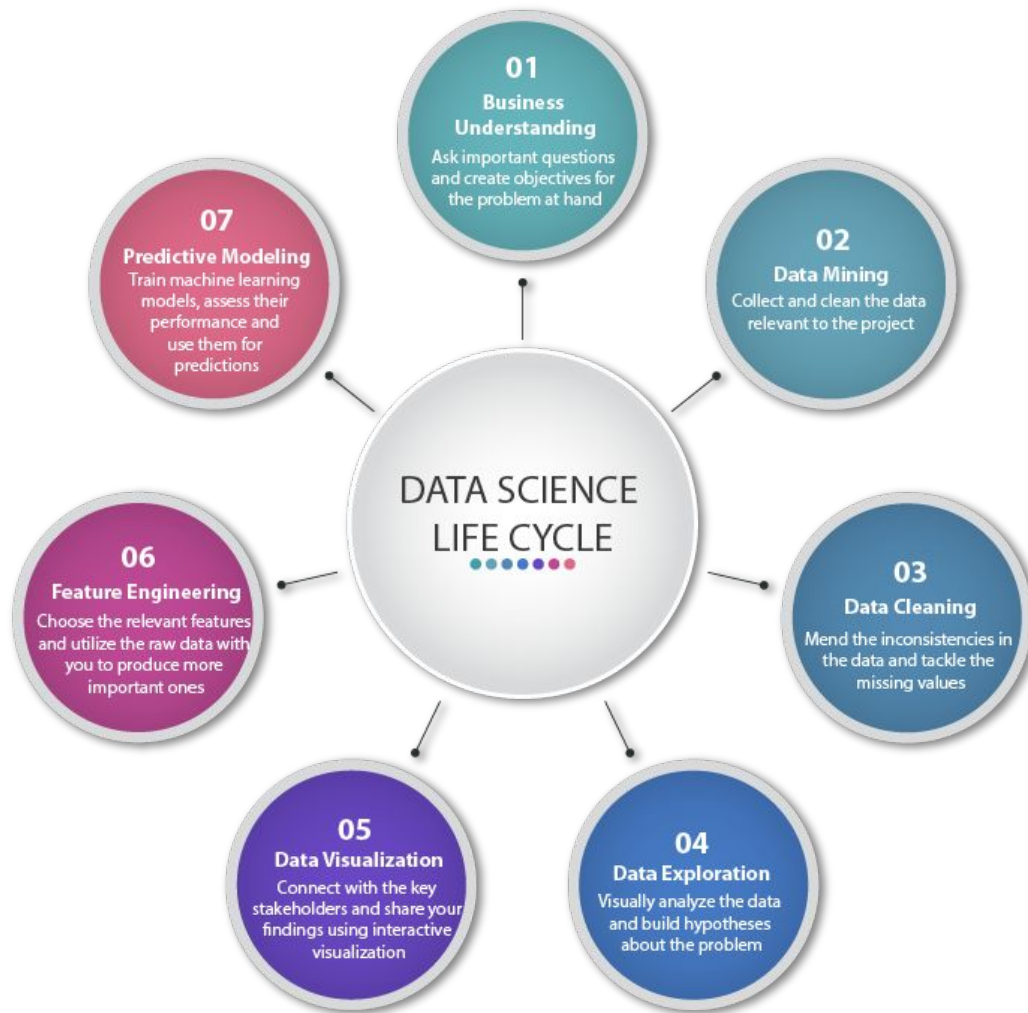 01
Business
Understanding
Ask important questions
and create objectives for
the problem at hand
02
Data Mining
Collect and clean the data
relevant to the project
03
Data Cleaning
Mend the inconsistencies in
the data and tackle the
missing values
04
Data Exploration
Visually analyze the data
and build hypotheses
about the problem
05
Data Visualization
Connect with the key
stakeholders and share your
findings using interactive
visualization
06
Feature Engineering
Choose the relevant features
and utilize the raw data with
you to produce more
important ones
07
Predictive Modeling
Train machine learning
models, assess their
performance and
use them for
predictions
DATA SCIENCE
LIFE CYCLE